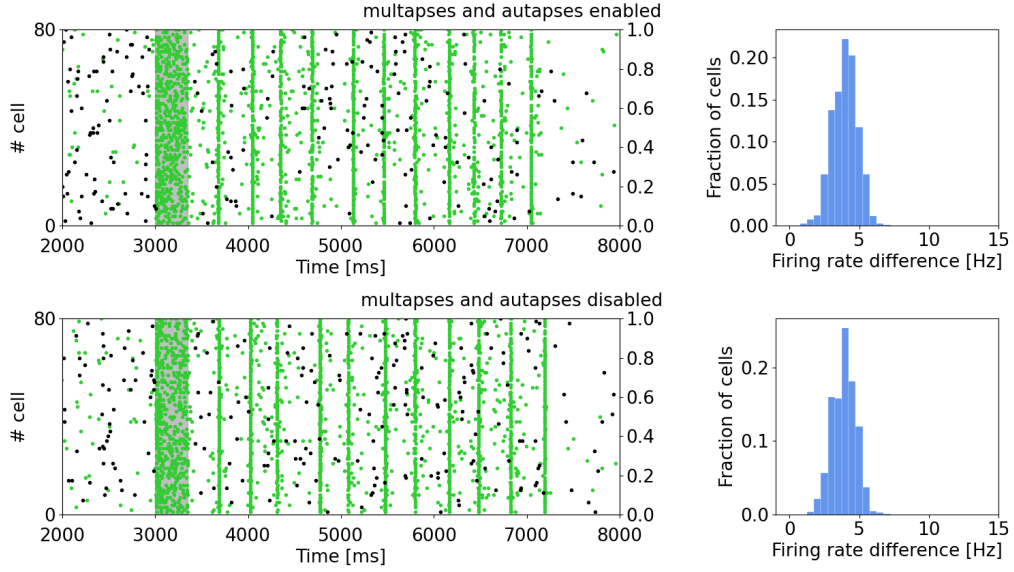 multapses and autapses enabled
80
# cell
0
1.0
0.8
0.6
0.4
0.2
0.0
2000 3000 4000 5000 6000 7000 8000
Time [ms]
Fraction of cells
0.20
0.15
0.10
0.05
0.00
0 5 10 15
Firing rate difference [Hz]
multapses and autapses disabled
80
# cell
0
1.0
0.8
0.6
0.4
0.2
0.0
2000 3000 4000 5000 6000 7000 8000
Time [ms]
Fraction of cells
0.2
0.1
0.0
0 5 10 15
Firing rate difference [Hz]